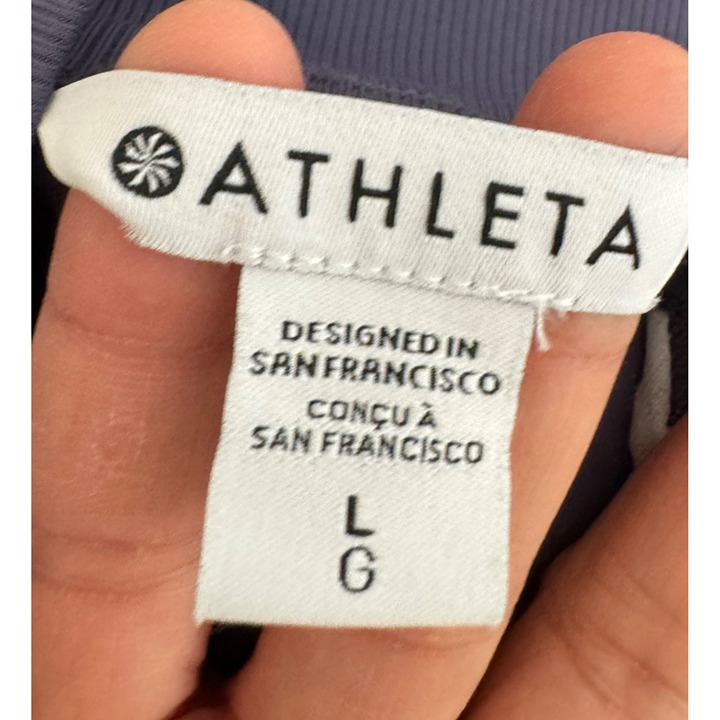 ATHLETA
DESIGNED IN
SAN FRANCISCO
CONÇU À
SAN FRANCISCO
L
G